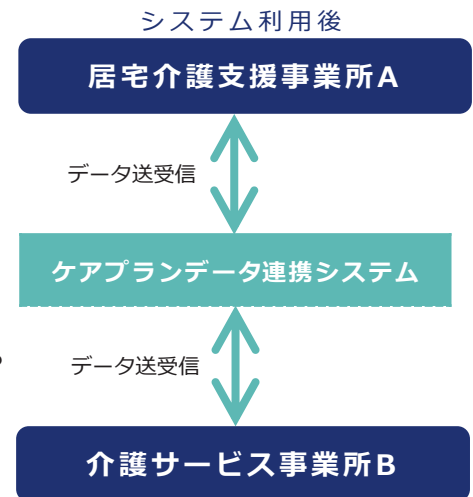 システム利用後
居宅介護支援事業所A
データ送受信
ケアプランデータ連携システム
データ送受信
介護サービス事業所B